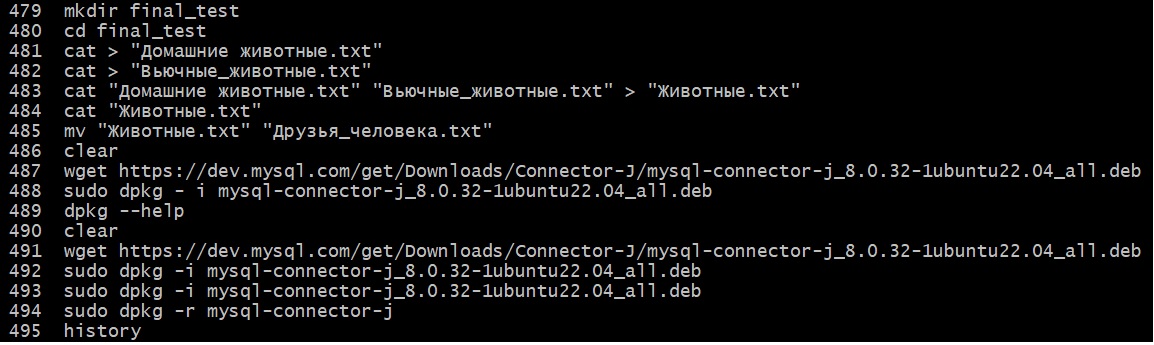 479 mkdir final_test
480 cd final_test
481 cat > "Домашние животные.txt"
482 cat > "Вьючные_животные.txt"
483 cat "Домашние животные.txt" "Вьючные_животные.txt" > "Животные.txt"
484 cat "Животные.txt"
485 mv "Животные.txt" "Друзья_человека.txt"
486 clear
487 wget https://dev.mysql.com/get/Downloads/Connector-J/mysql-connector-j_8.0.32-1ubuntu22.04_all.deb
488 sudo dpkg - i mysql-connector-j_8.0.32-1ubuntu22.04_all.deb
489 dpkg --help
490 clear
491 wget https://dev.mysql.com/get/Downloads/Connector-J/mysql-connector-j_8.0.32-1ubuntu22.04_all.deb
492 sudo dpkg -i mysql-connector-j_8.0.32-1ubuntu22.04_all.deb
493 sudo dpkg -i mysql-connector-j_8.0.32-1ubuntu22.04_all.deb
494 sudo dpkg -r mysql-connector-j
495 history